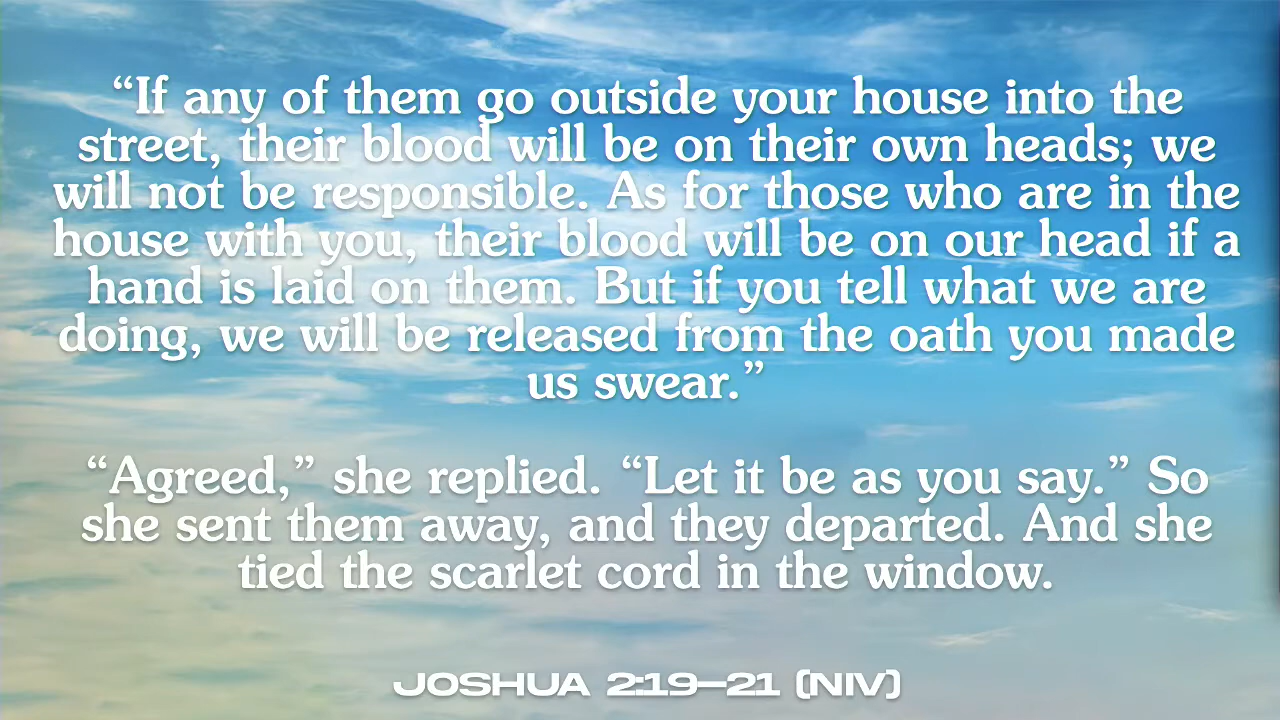 “If any of them go outside your house into the
street, their blood will be on their own heads; we
will not be responsible. As for those who are in the
house with you, their blood will be on our head if a
hand is laid on them. But if you tell what we are
doing, we will be released from the oath you made
us swear.”
“Agreed,” she replied. “Let it be as you say.” So
she sent them away, and they departed. And she
tied the scarlet cord in the window.
JOSHUA 2:19–21 (NIV)